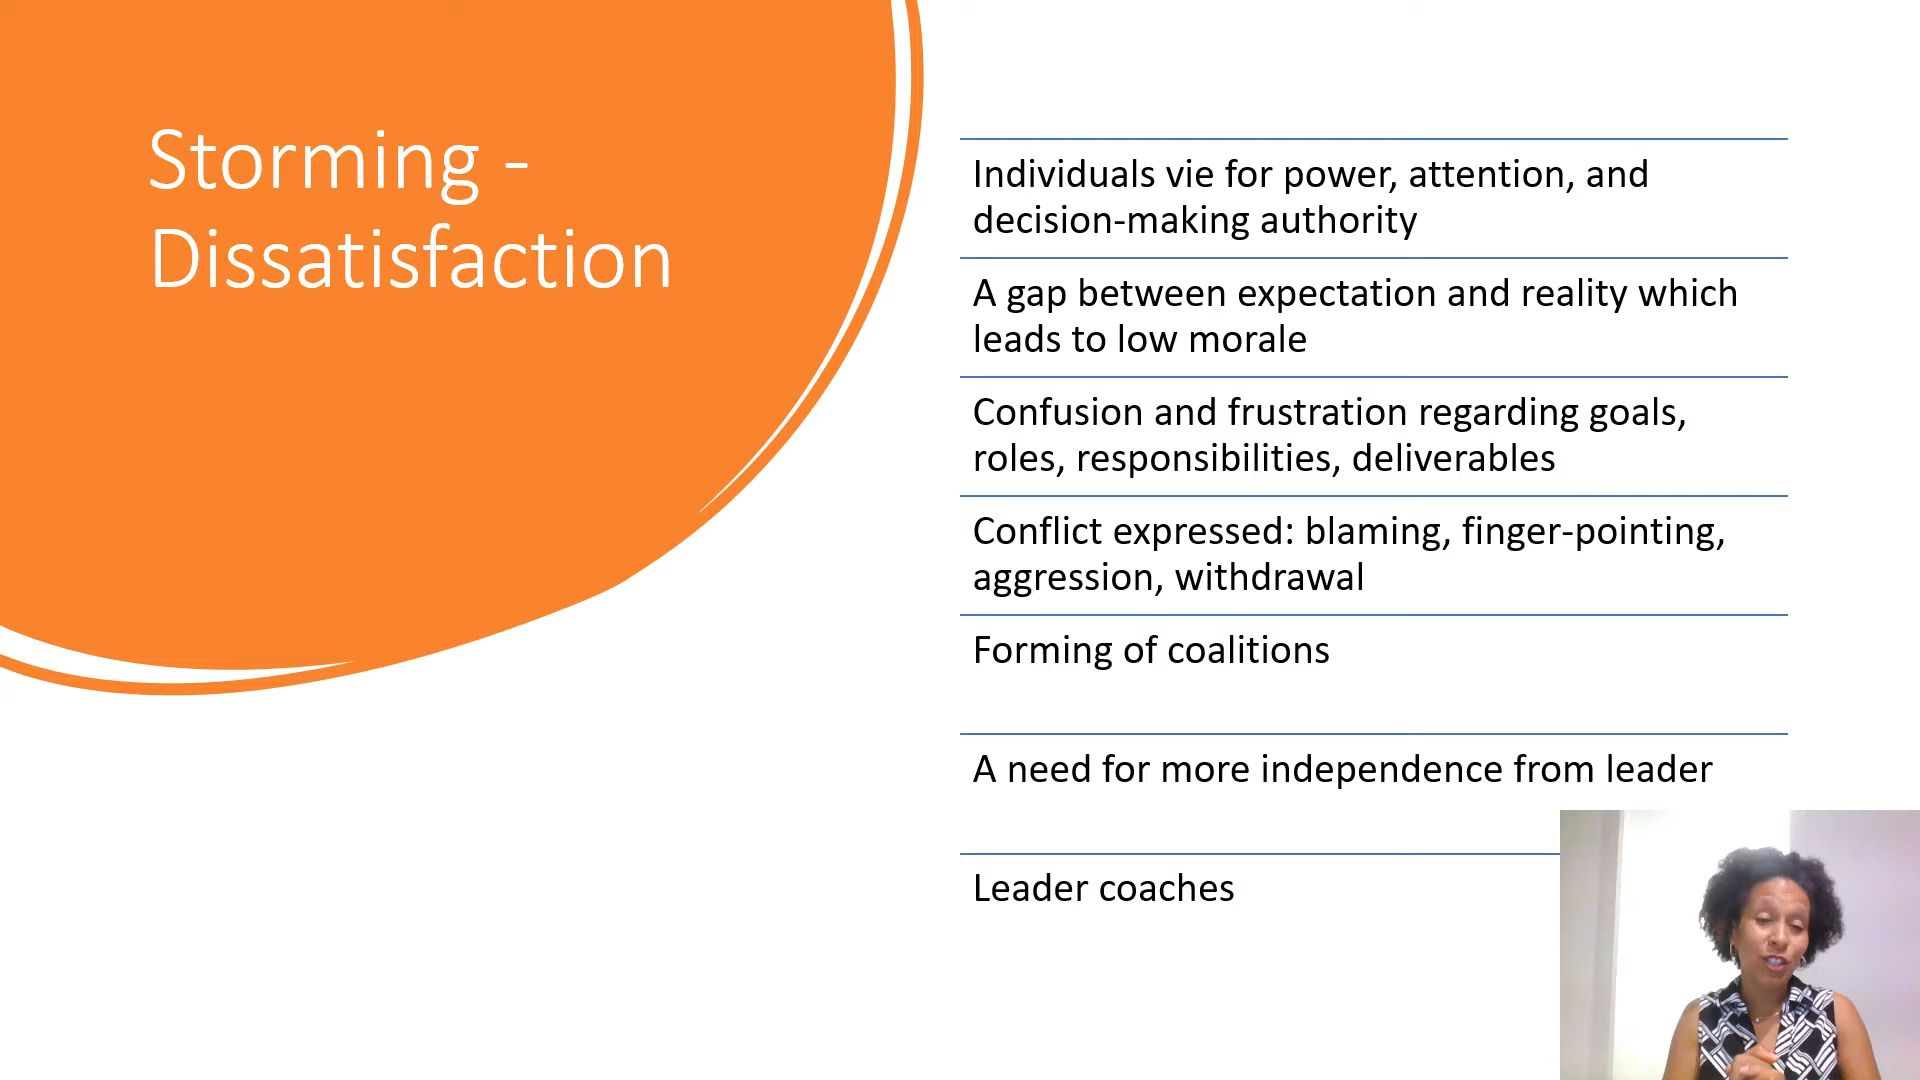 Storming -
Dissatisfaction
Individuals vie for power, attention, and
decision-making authority
A gap between expectation and reality which
leads to low morale
Confusion and frustration regarding goals,
roles, responsibilities, deliverables
Conflict expressed: blaming, finger-pointing,
aggression, withdrawal
Forming of coalitions
A need for more independence from leader
Leader coaches